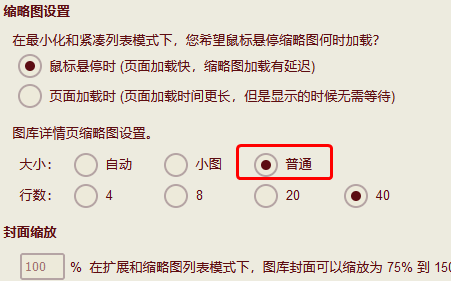 缩略图设置
在最小化和紧凑列表模式下，您希望鼠标悬停缩略图何时加载？
鼠标悬停时 (页面加载快，缩略图加载有延迟)
页面加载时 (页面加载时间更长，但是显示的时候无需等待)
图库详情页缩略图设置。
大小： 自动 小图 普通
行数： 4 8 20 40
封面缩放
100 % 在扩展和缩略图列表模式下，图库封面可以缩放为 75% 到 150